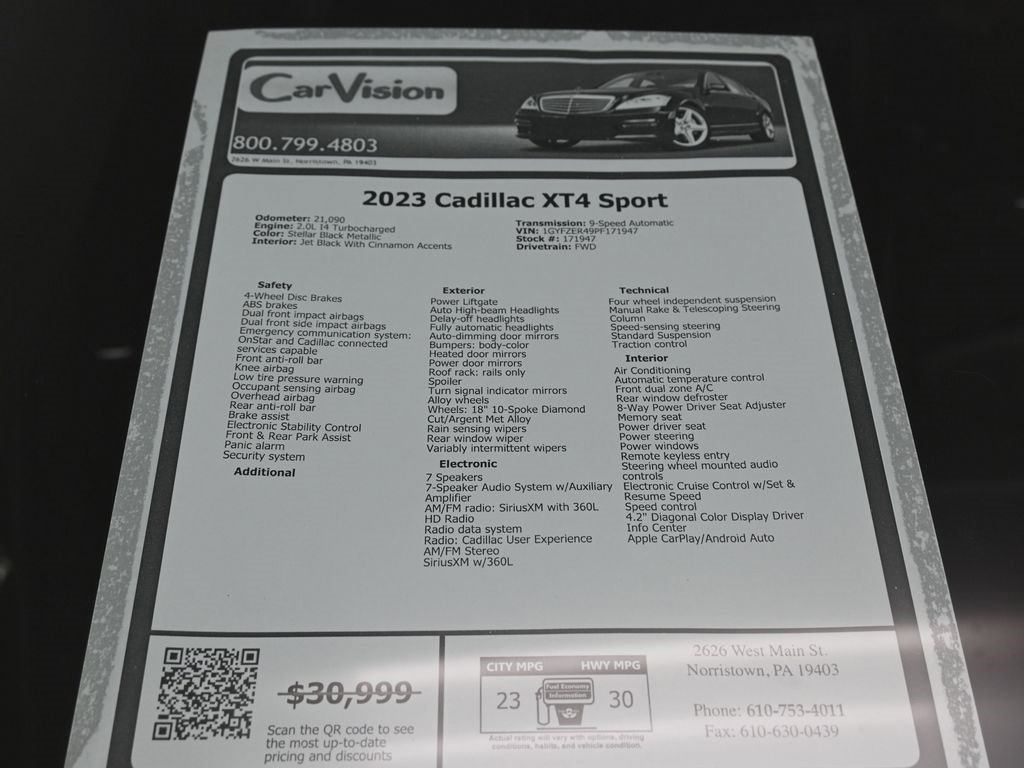 CarVision
800.799.4803
2626 W Main St. Norristown, PA 19403
2023 Cadillac XT4 Sport
Odometer: 21,090
Engine: 2.0L I4 Turbocharged
Color: Stellar Black Metallic
Interior: Jet Black With Cinnamon Accents
Transmission: 9-Speed Automatic
VIN: 1GYFZER49PF171947
Stock #: 171947
Drivetrain: FWD
Safety
4-Wheel Disc Brakes
ABS brakes
Dual front impact airbags
Dual front side impact airbags
Emergency communication system:
OnStar and Cadillac connected
services capable
Front anti-roll bar
Knee airbag
Low tire pressure warning
Occupant sensing airbag
Overhead airbag
Rear anti-roll bar
Brake assist
Electronic Stability Control
Front & Rear Park Assist
Panic alarm
Security system
Additional
Exterior
Power Liftgate
Auto High-beam Headlights
Delay-off headlights
Fully automatic headlights
Auto-dimming door mirrors
Bumpers: body-color
Heated door mirrors
Power door mirrors
Roof rack: rails only
Spoiler
Turn signal indicator mirrors
Alloy wheels
Wheels: 18" 10-Spoke Diamond
Cut/Argent Met Alloy
Rain sensing wipers
Rear window wiper
Variably intermittent wipers
Electronic
7 Speakers
7-Speaker Audio System w/Auxiliary
Amplifier
AM/FM radio: SiriusXM with 360L
HD Radio
Radio data system
Radio: Cadillac User Experience
AM/FM Stereo
SiriusXM w/360L
Technical
Four wheel independent suspension
Manual Rake & Telescoping Steering
Column
Speed-sensing steering
Standard Suspension
Traction control
Interior
Air Conditioning
Automatic temperature control
Front dual zone A/C
Rear window defroster
8-Way Power Driver Seat Adjuster
Memory seat
Power driver seat
Power steering
Power windows
Remote keyless entry
Steering wheel mounted audio
controls
Electronic Cruise Control w/Set &
Resume Speed
Speed control
4.2" Diagonal Color Display Driver
Info Center
Apple CarPlay/Android Auto
$30,999
Scan the QR code to see
the most up-to-date
pricing and discounts
CITY MPG HWY MPG
23
Fuel Economy
Information
30
Actual rating will vary with options, driving
conditions, habits, and vehicle condition.
2626 West Main St.
Norristown, PA 19403
Phone: 610-753-4011
Fax: 610-630-0439